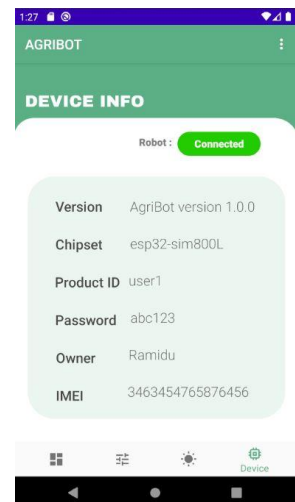 1:27
AGRIBOT
DEVICE INFO
Robot : Connected
Version AgriBot version 1.0.0
Chipset esp32-sim800L
Product ID user1
Password abc123
Owner Ramidu
IMEI 3463454765876456
Device